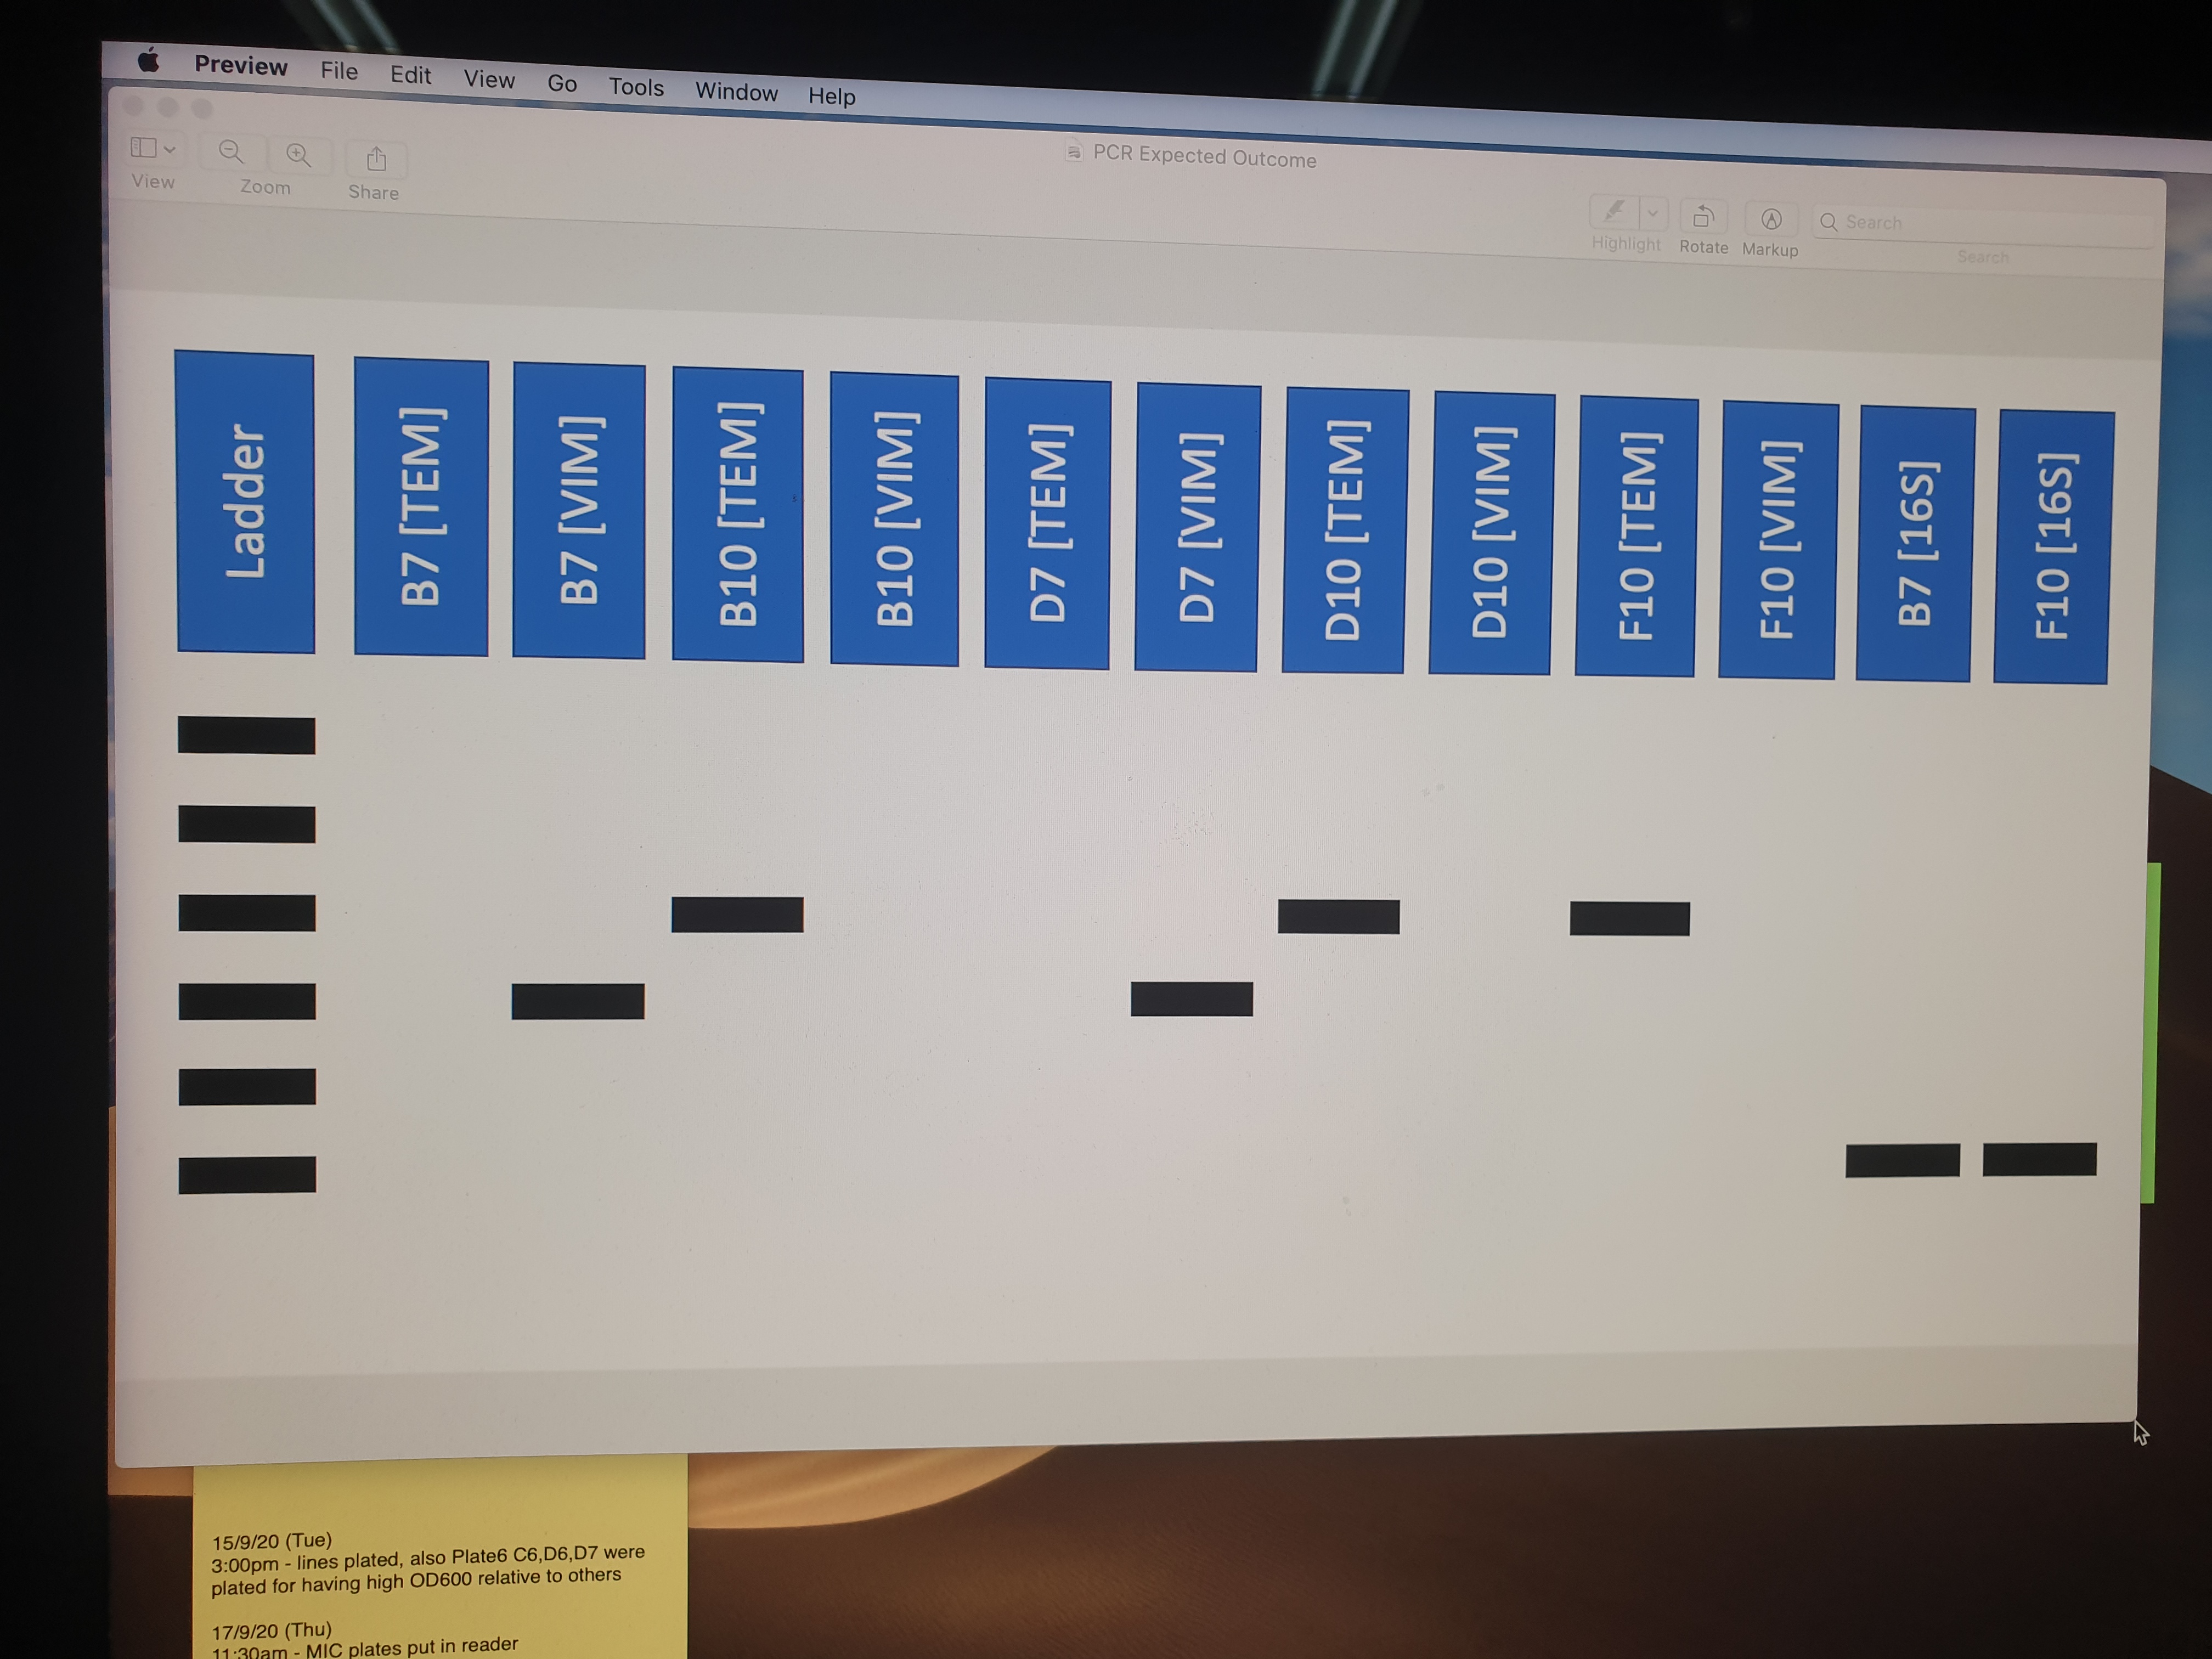 Preview File Edit View Go Tools Window Help
PCR Expected Outcome
View Zoom Share
Highlight Rotate Markup Search
Search
Ladder
B7 [TEM]
B7 [VIM]
B10 [TEM]
B10 [VIM]
D7 [TEM]
D7 [VIM]
D10 [TEM]
D10 [VIM]
F10 [TEM]
F10 [VIM]
B7 [16S]
F10 [16S]
15/9/20 (Tue)
3:00pm - lines plated, also Plate6 C6,D6,D7 were
plated for having high OD600 relative to others
17/9/20 (Thu)
11:30am - MIC plates put in reader